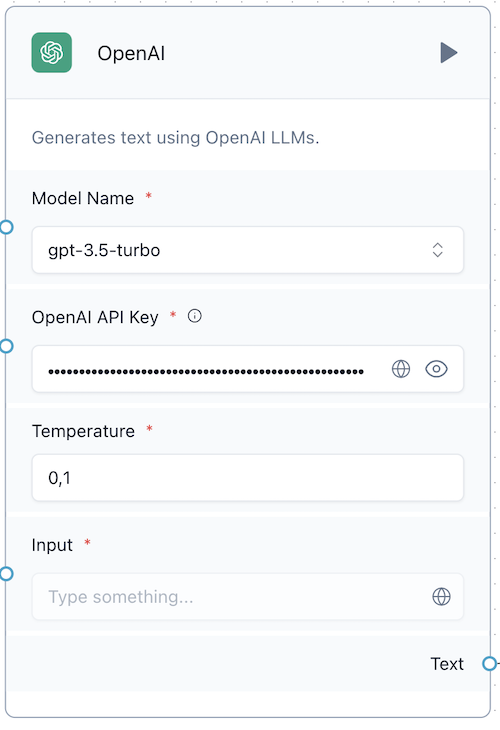 OpenAI
Generates text using OpenAI LLMs.
Model Name *
gpt-3.5-turbo
OpenAI API Key *
••••••••••••••••••••••••••••••••••••••••••••••••••
Temperature *
0,1
Input *
Type something...
Text